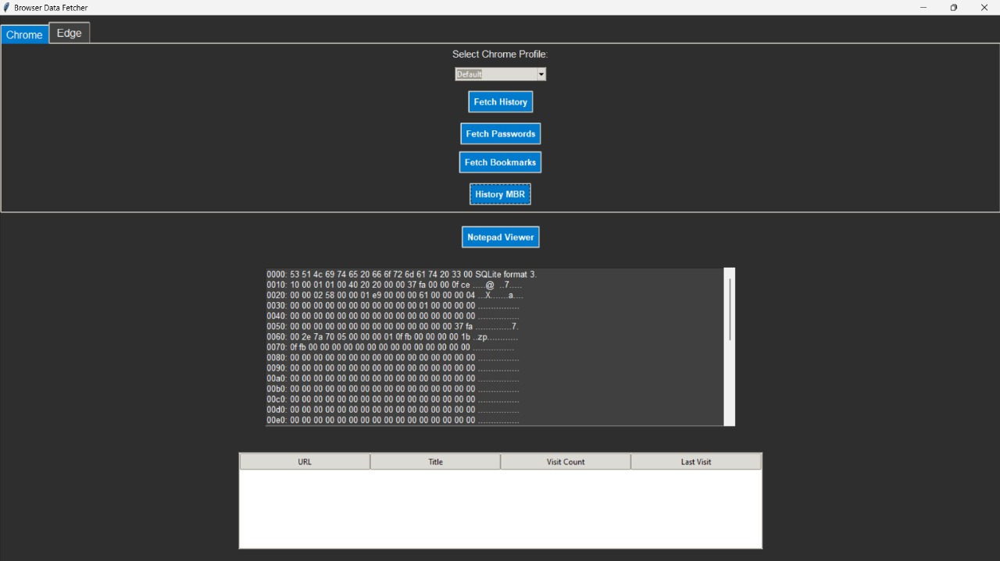 Browser Data Fetcher
Chrome
Edge
Select Chrome Profile:
Default
Fetch History
Fetch Passwords
Fetch Bookmarks
History MBR
Notepad Viewer
0000: 53 51 4c 69 74 65 20 66 6f 72 6d 61 74 20 33 00 SQLite format 3.
0010: 10 00 01 01 00 40 20 20 00 00 37 fa 00 00 0f ce .....@  ..7.....
0020: 00 00 02 58 00 00 01 e9 00 00 00 61 00 00 00 04 ...X.......a....
0030: 00 00 00 00 00 00 00 00 00 00 00 01 00 00 00 00 ................
0040: 00 00 00 00 00 00 00 00 00 00 00 00 00 00 00 00 ................
0050: 00 00 00 00 00 00 00 00 00 00 00 00 00 00 37 fa ..............7.
0060: 00 2e 7a 70 05 00 00 00 01 0f fb 00 00 00 00 1b ..zp............
0070: 0f fb 00 00 00 00 00 00 00 00 00 00 00 00 00 00 ................
0080: 00 00 00 00 00 00 00 00 00 00 00 00 00 00 00 00 ................
0090: 00 00 00 00 00 00 00 00 00 00 00 00 00 00 00 00 ................
00a0: 00 00 00 00 00 00 00 00 00 00 00 00 00 00 00 00 ................
00b0: 00 00 00 00 00 00 00 00 00 00 00 00 00 00 00 00 ................
00c0: 00 00 00 00 00 00 00 00 00 00 00 00 00 00 00 00 ................
00d0: 00 00 00 00 00 00 00 00 00 00 00 00 00 00 00 00 ................
00e0: 00 00 00 00 00 00 00 00 00 00 00 00 00 00 00 00 ................
URL Title Visit Count Last Visit